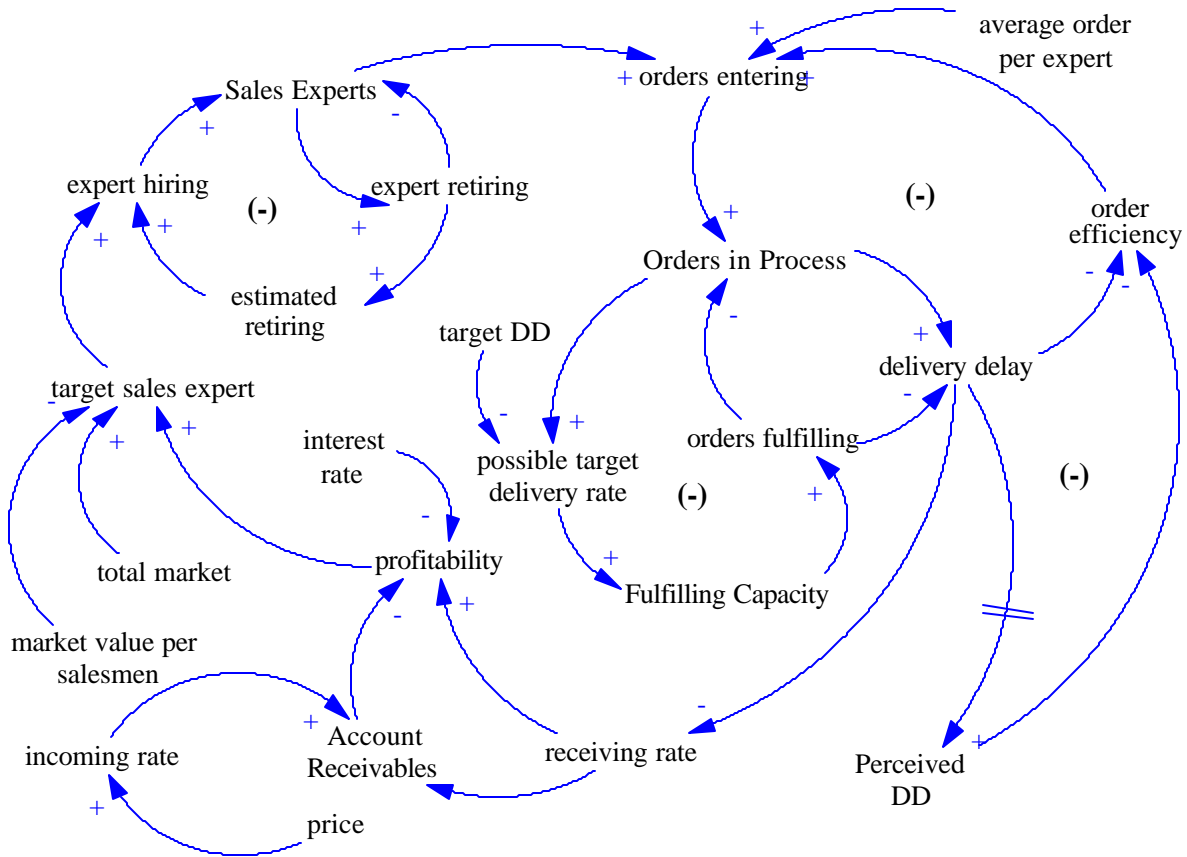 average order
per expert
+
Sales Experts
+
orders entering
+
-
+
expert hiring
expert retiring
(-)
(-)
+
+
+
+
order
efficiency
+
estimated
retiring
Orders in Process
-
-
target DD
-
+
delivery delay
target sales expert
-
-
+
+
-
+
interest
rate
orders fulfilling
possible target
delivery rate
(-)
+
(-)
-
total market
profitability
+
Fulfilling Capacity
-
+
market value per
salesmen
-
+
Account
Receivables
incoming rate
receiving rate
+
Perceived
DD
+
price